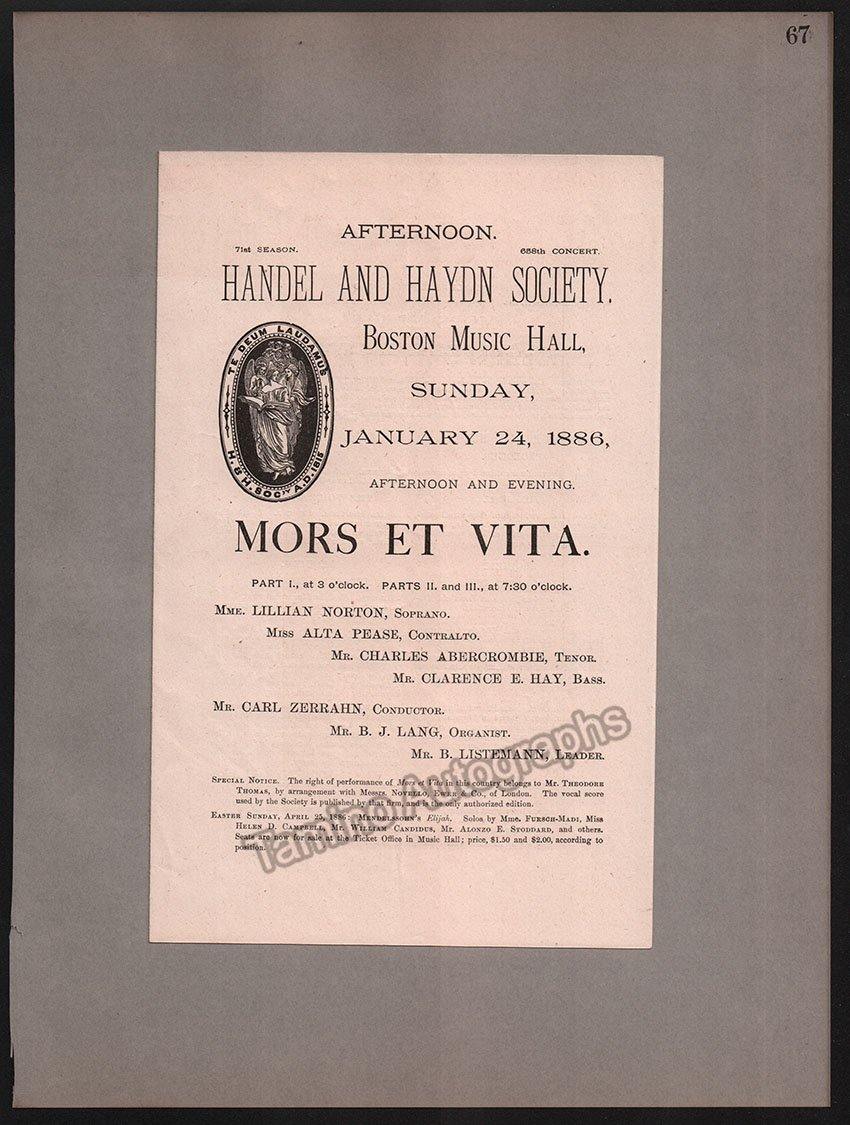 67
AFTERNOON.
71st SEASON. 658th CONCERT.
HANDEL AND HAYDN SOCIETY.
TE DEUM LAUDAMUS
H. & H. SOC'Y A.D. 1815
BOSTON MUSIC HALL,
SUNDAY,
JANUARY 24, 1886,
AFTERNOON AND EVENING.
MORS ET VITA.
PART I., at 3 o'clock. PARTS II. and III., at 7:30 o'clock.
MME. LILLIAN NORTON, SOPRANO.
MISS ALTA PEASE, CONTRALTO.
MR. CHARLES ABERCROMBIE, TENOR.
MR. CLARENCE E. HAY, BASS.
MR. CARL ZERRAHN, CONDUCTOR.
MR. B. J. LANG, ORGANIST.
MR. B. LISTEMANN, LEADER.
SPECIAL NOTICE. The right of performance of Mors et Vita in this country belongs to MR. THEODORE
THOMAS, by arrangement with Messrs. NOVELLO, EWER & CO., of London. The vocal score
used by the Society is published by that firm, and is the only authorized edition.
EASTER SUNDAY, APRIL 25, 1886: MENDELSSOHN'S Elijah. Solos by Mme. FURSCH-MADI, Miss
HELEN D. CAMPBELL, Mr. WILLIAM CANDIDUS, Mr. ALONZO E. STODDARD, and others.
Seats are now for sale at the Ticket Office in Music Hall; price, $1.50 and $2.00, according to
position.
Tamino Autographs